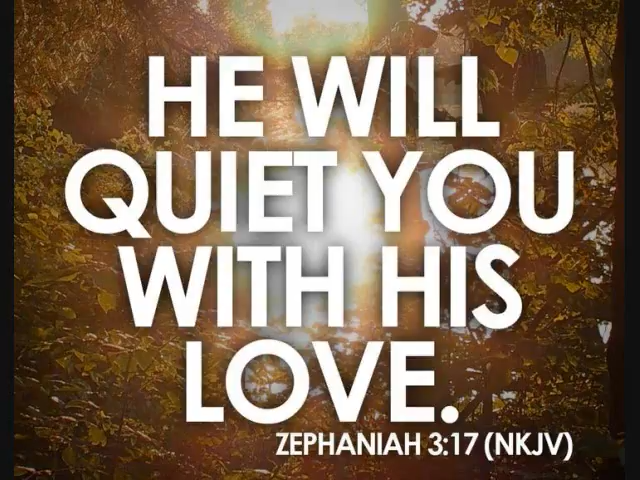 HE WILL
QUIET YOU
WITH HIS
LOVE.
ZEPHANIAH 3:17 (NKJV)